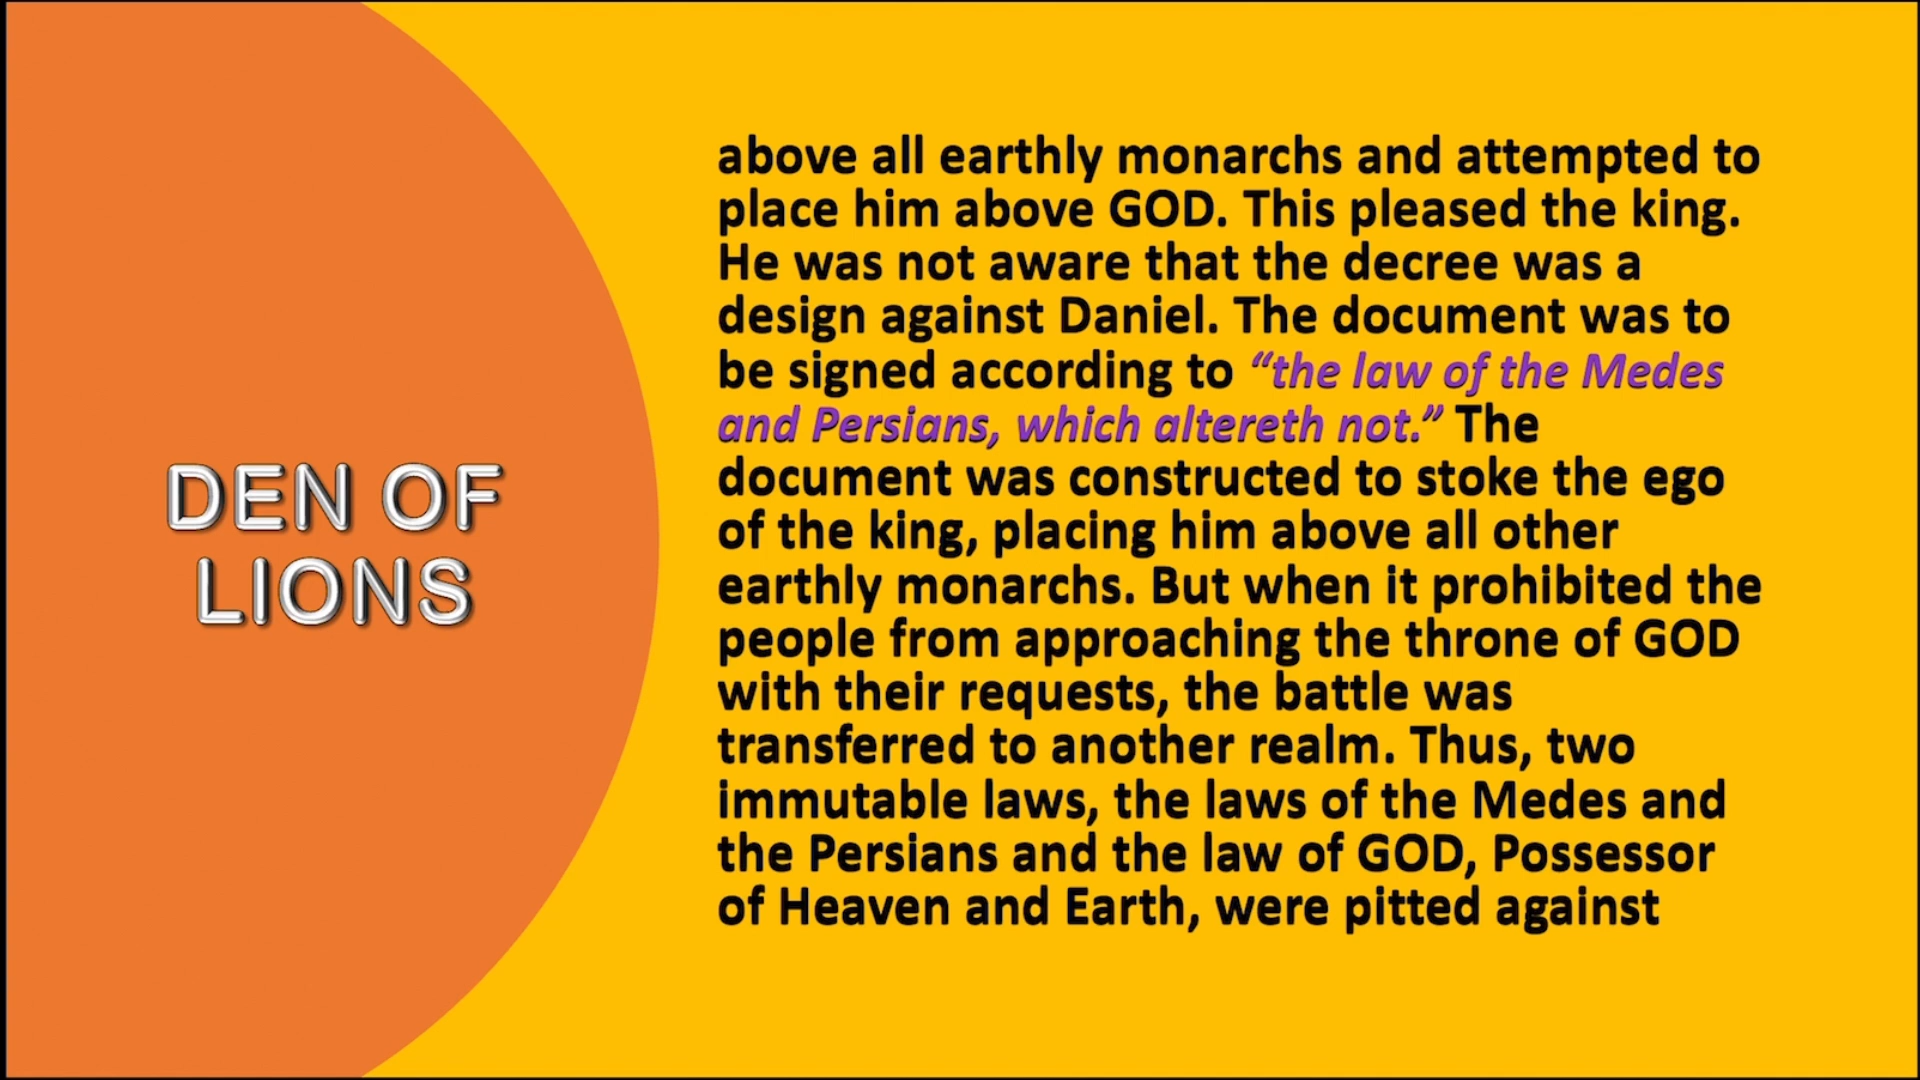 DEN OF
LIONS
above all earthly monarchs and attempted to
place him above GOD. This pleased the king.
He was not aware that the decree was a
design against Daniel. The document was to
be signed according to “the law of the Medes
and Persians, which altereth not.” The
document was constructed to stoke the ego
of the king, placing him above all other
earthly monarchs. But when it prohibited the
people from approaching the throne of GOD
with their requests, the battle was
transferred to another realm. Thus, two
immutable laws, the laws of the Medes and
the Persians and the law of GOD, Possessor
of Heaven and Earth, were pitted against